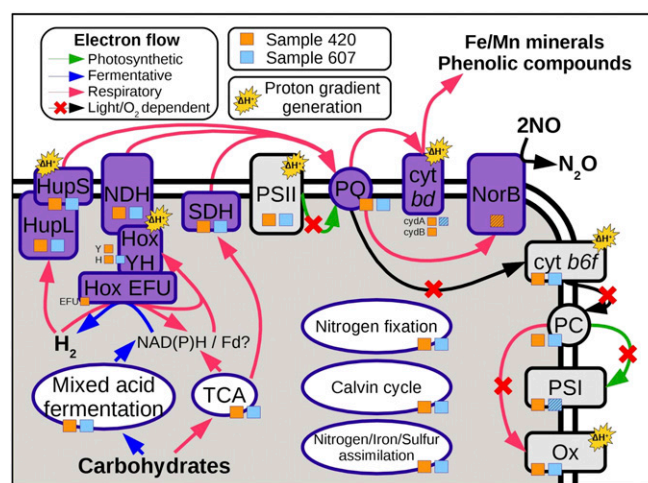 Electron flow
Photosynthetic
Fermentative
Respiratory
Light/O2 dependent
Sample 420
Sample 607
ΔH+
Proton gradient
generation
Fe/Mn minerals
Phenolic compounds
2NO
N2O
ΔH+
HupS
HupL
NDH
SDH
PSII
ΔH+
PQ
ΔH+
cyt
bd
cydA
cydB
NorB
ΔH+
Hox
YH
Y
H
Hox EFU
EFU
ΔH+
cyt b6f
H2
NAD(P)H / Fd?
Nitrogen fixation
PC
Mixed acid
fermentation
TCA
Calvin cycle
PSI
Carbohydrates
Nitrogen/Iron/Sulfur
assimilation
ΔH+
Ox